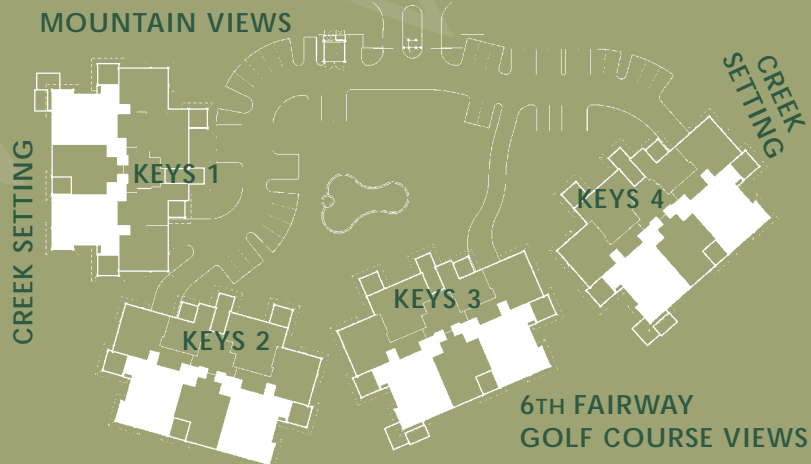 MOUNTAIN VIEWS
CREEK
SETTING
CREEK SETTING
KEYS 1
KEYS 4
KEYS 3
KEYS 2
6TH FAIRWAY
GOLF COURSE VIEWS